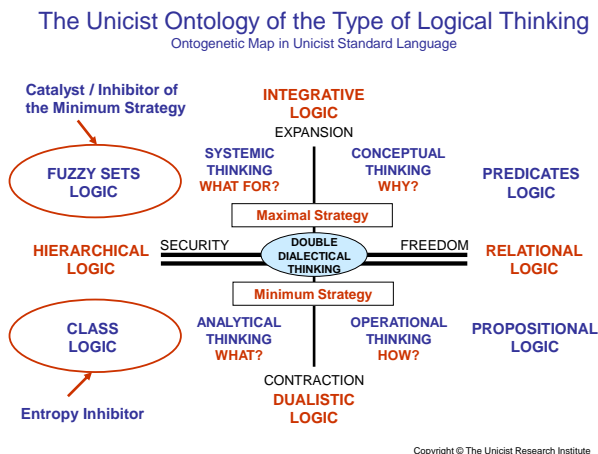 The Unicist Ontology of the Type of Logical Thinking
Ontogenetic Map in Unicist Standard Language
Catalyst / Inhibitor of
the Minimum Strategy
INTEGRATIVE
LOGIC
EXPANSION
FUZZY SETS
LOGIC
SYSTEMIC
THINKING
WHAT FOR?
CONCEPTUAL
THINKING
WHY?
PREDICATES
LOGIC
Maximal Strategy
HIERARCHICAL
LOGIC
SECURITY
DOUBLE
DIALECTICAL
THINKING
FREEDOM
RELATIONAL
LOGIC
Minimum Strategy
CLASS
LOGIC
ANALYTICAL
THINKING
WHAT?
OPERATIONAL
THINKING
HOW?
PROPOSITIONAL
LOGIC
CONTRACTION
DUALISTIC
LOGIC
Entropy Inhibitor
Copyright © The Unicist Research Institute